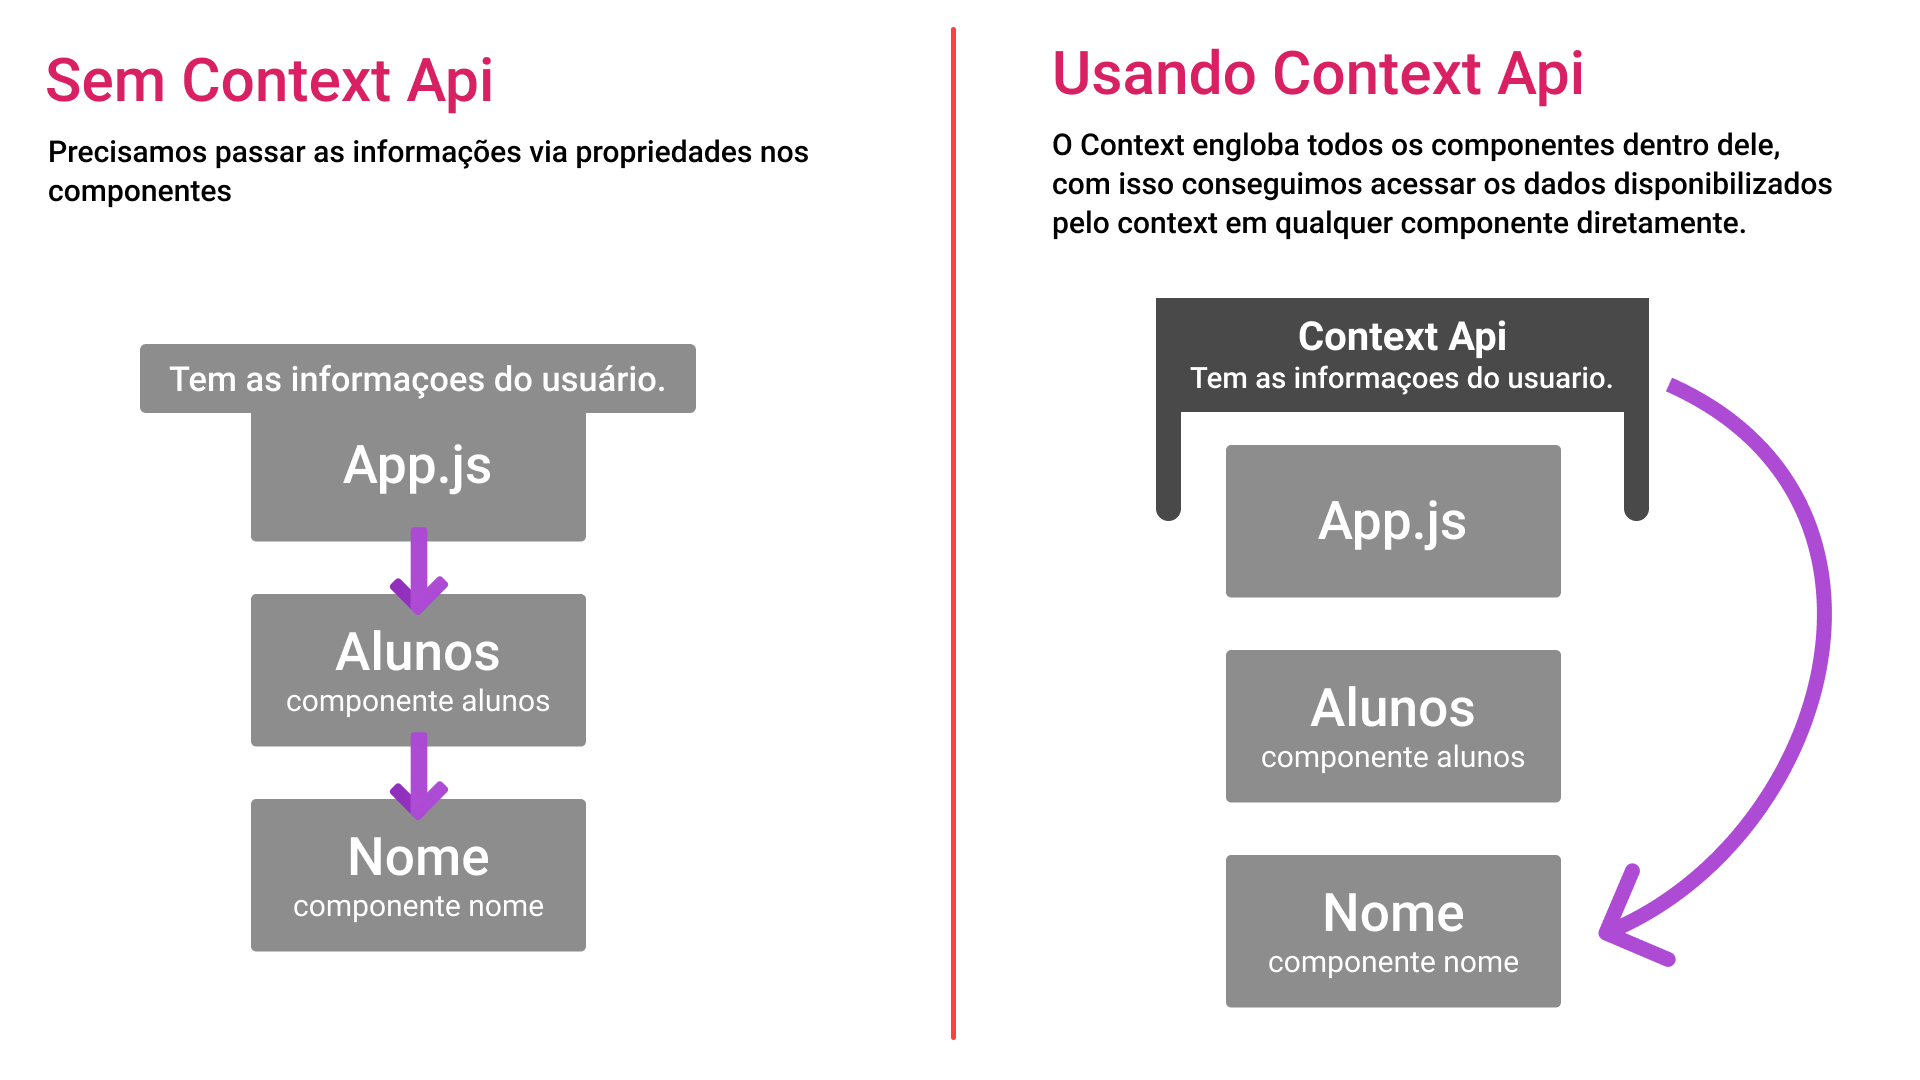 Sem Context Api
Precisamos passar as informações via propriedades nos
componentes
Tem as informaçoes do usuário.
App.js
Alunos
componente alunos
Nome
componente nome
Usando Context Api
O Context engloba todos os componentes dentro dele,
com isso conseguimos acessar os dados disponibilizados
pelo context em qualquer componente diretamente.
Context Api
Tem as informaçoes do usuario.
App.js
Alunos
componente alunos
Nome
componente nome